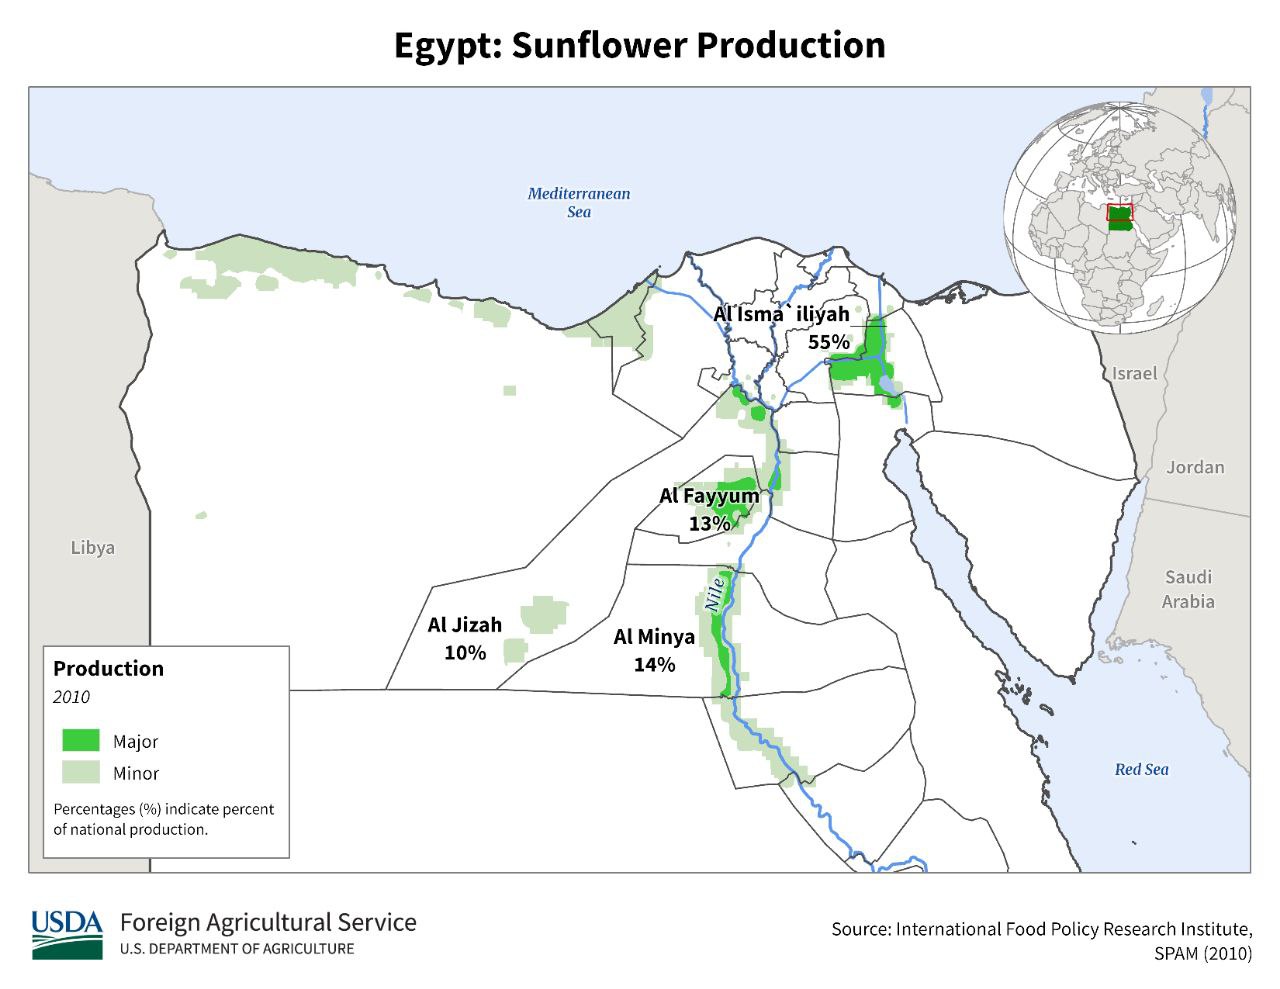 Egypt: Sunflower Production
Mediterranean
Sea
Al Isma`iliyah
55%
Israel
Jordan
Al Fayyum
13%
Libya
Saudi
Arabia
Nile
Al Jizah
10%
Al Minya
14%
Red Sea
Production
2010
Major
Minor
Percentages (%) indicate percent
of national production.
USDA
Foreign Agricultural Service
U.S. DEPARTMENT OF AGRICULTURE
Source: International Food Policy Research Institute,
SPAM (2010)